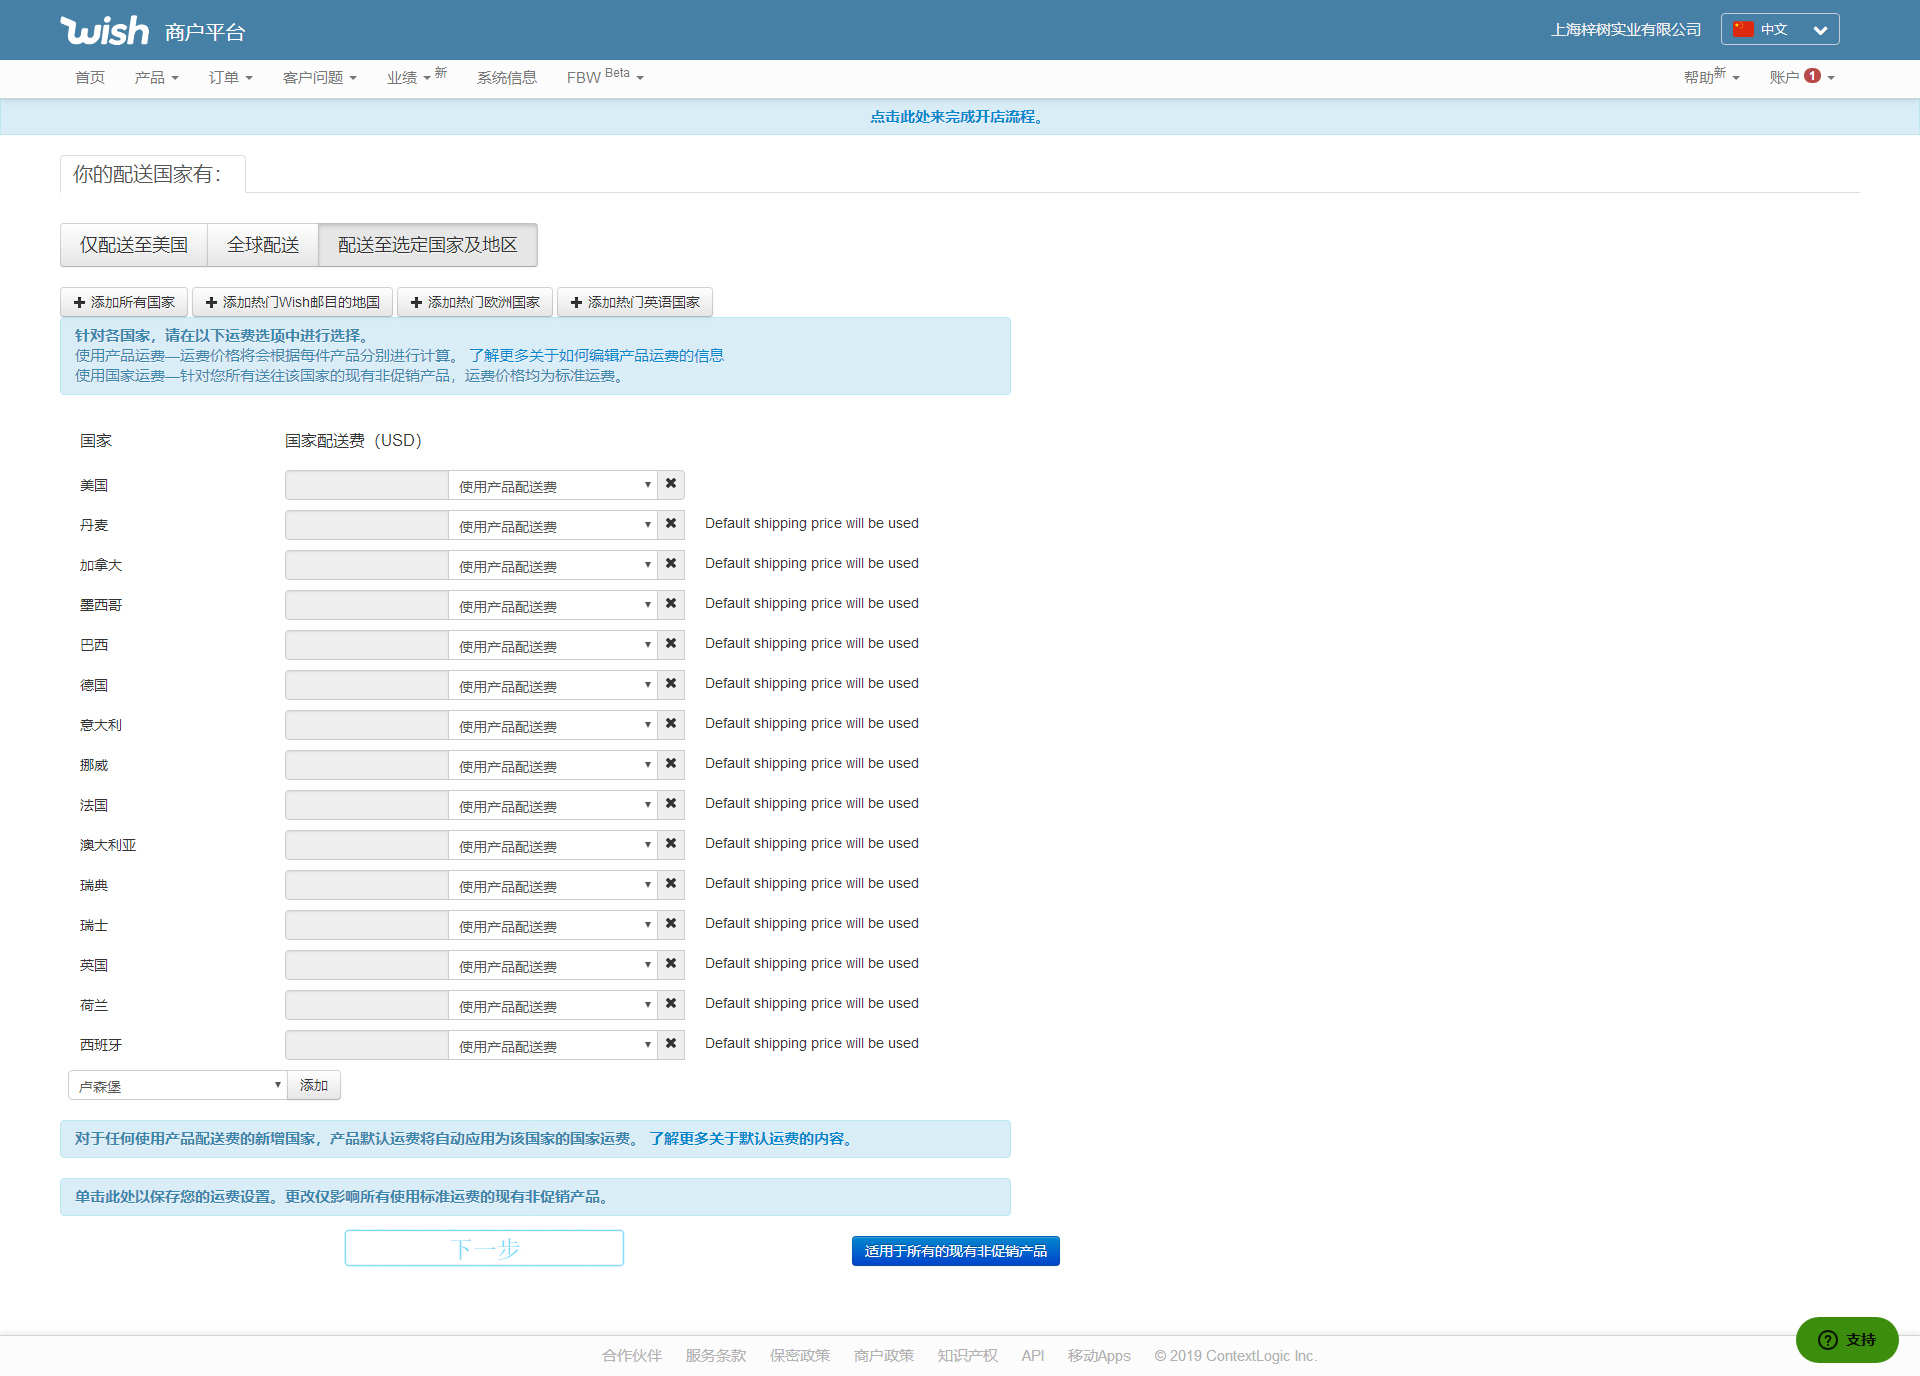 wish 商户平台
上海梓树实业有限公司 中文
首页 产品 订单 客户问题 业绩 新 系统信息 FBW Beta 帮助新 账户 1
点击此处来完成开店流程。
你的配送国家有：
仅配送至美国 全球配送 配送至选定国家及地区
添加所有国家 添加热门Wish邮目的地国 添加热门欧洲国家 添加热门英语国家
针对各国家，请在以下运费选项中进行选择。
使用产品运费—运费价格将会根据每件产品分别进行计算。 了解更多关于如何编辑产品运费的信息
使用国家运费—针对您所有送往该国家的现有非促销产品，运费价格均为标准运费。
国家 国家配送费（USD）
美国 使用产品配送费
丹麦 使用产品配送费 Default shipping price will be used
加拿大 使用产品配送费 Default shipping price will be used
墨西哥 使用产品配送费 Default shipping price will be used
巴西 使用产品配送费 Default shipping price will be used
德国 使用产品配送费 Default shipping price will be used
意大利 使用产品配送费 Default shipping price will be used
挪威 使用产品配送费 Default shipping price will be used
法国 使用产品配送费 Default shipping price will be used
澳大利亚 使用产品配送费 Default shipping price will be used
瑞典 使用产品配送费 Default shipping price will be used
瑞士 使用产品配送费 Default shipping price will be used
英国 使用产品配送费 Default shipping price will be used
荷兰 使用产品配送费 Default shipping price will be used
西班牙 使用产品配送费 Default shipping price will be used
卢森堡 添加
对于任何使用产品配送费的新增国家，产品默认运费将自动应用为该国家的国家运费。 了解更多关于默认运费的内容。
单击此处以保存您的运费设置。更改仅影响所有使用标准运费的现有非促销产品。
下一步 适用于所有的现有非促销产品
支持
合作伙伴 服务条款 保密政策 商户政策 知识产权 API 移动Apps © 2019 ContextLogic Inc.